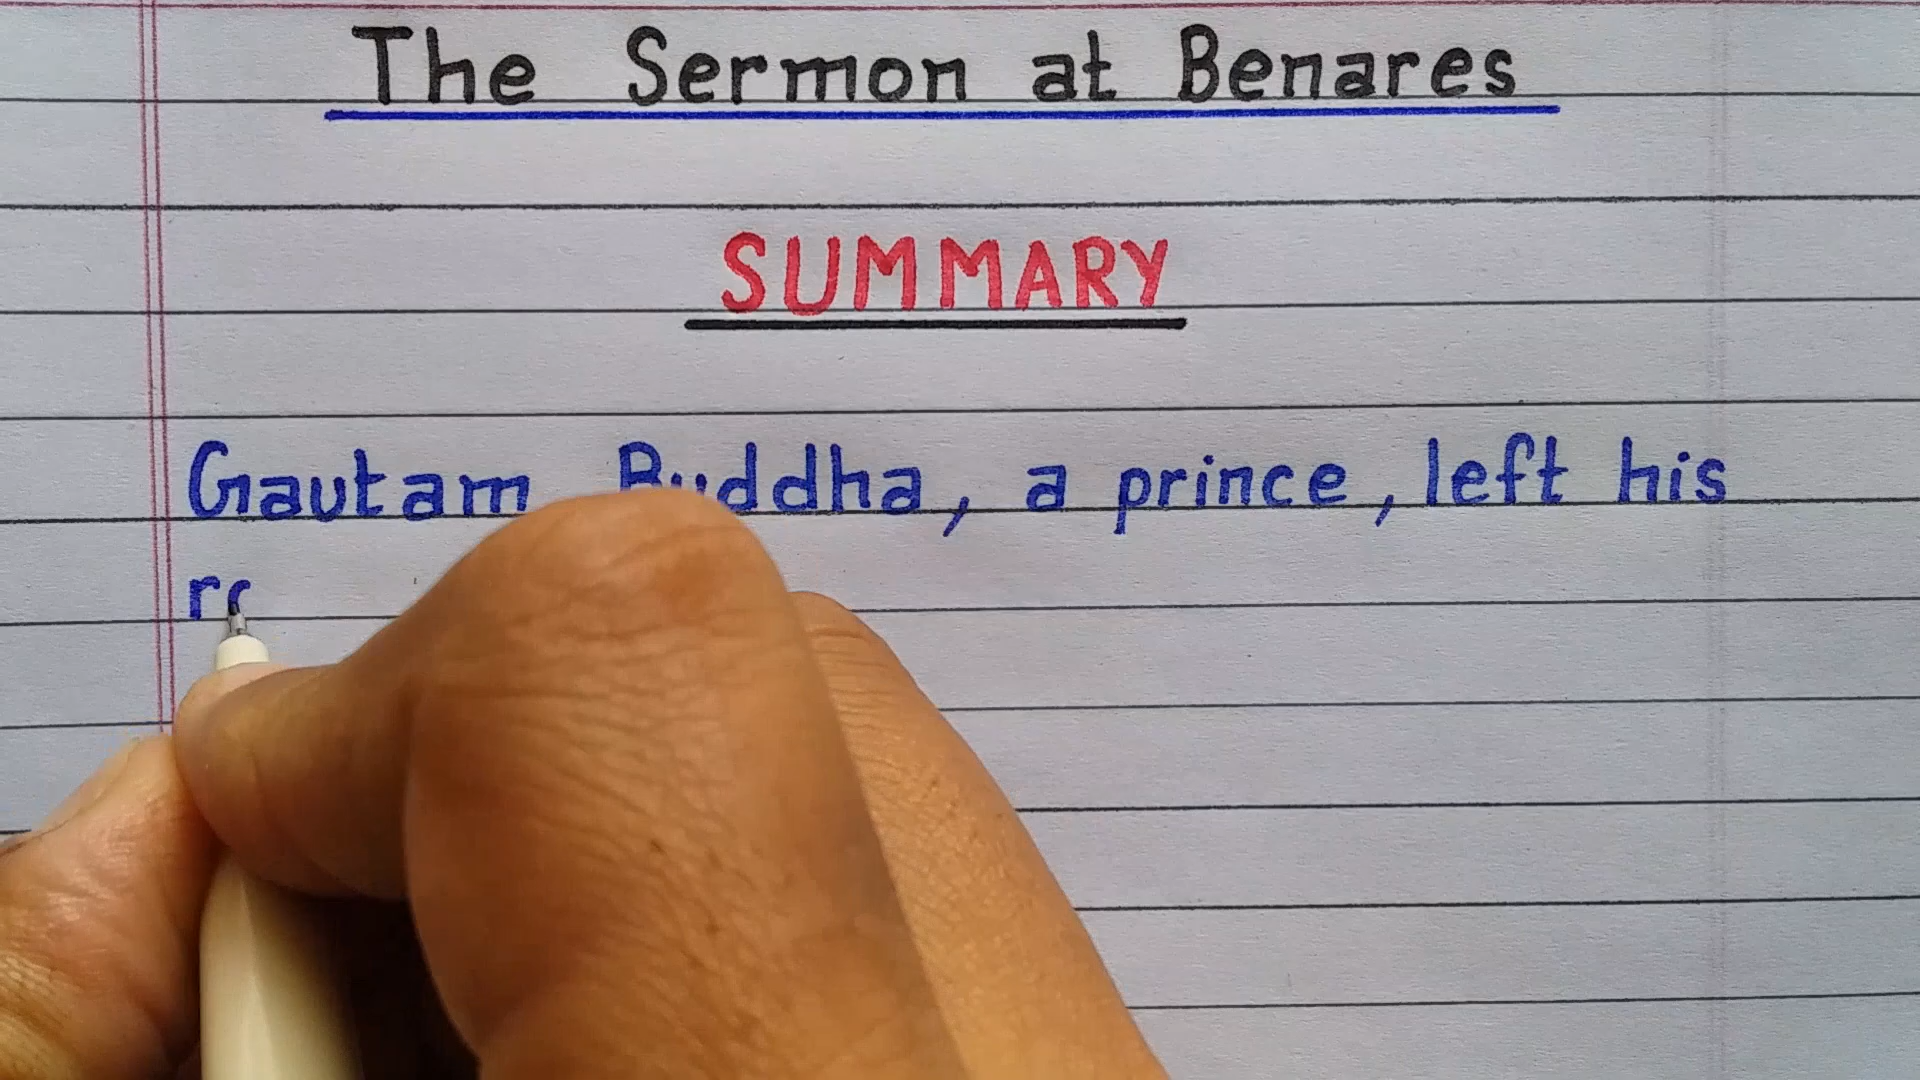 The Sermon at Benares
SUMMARY
Gautam Buddha, a prince, left his